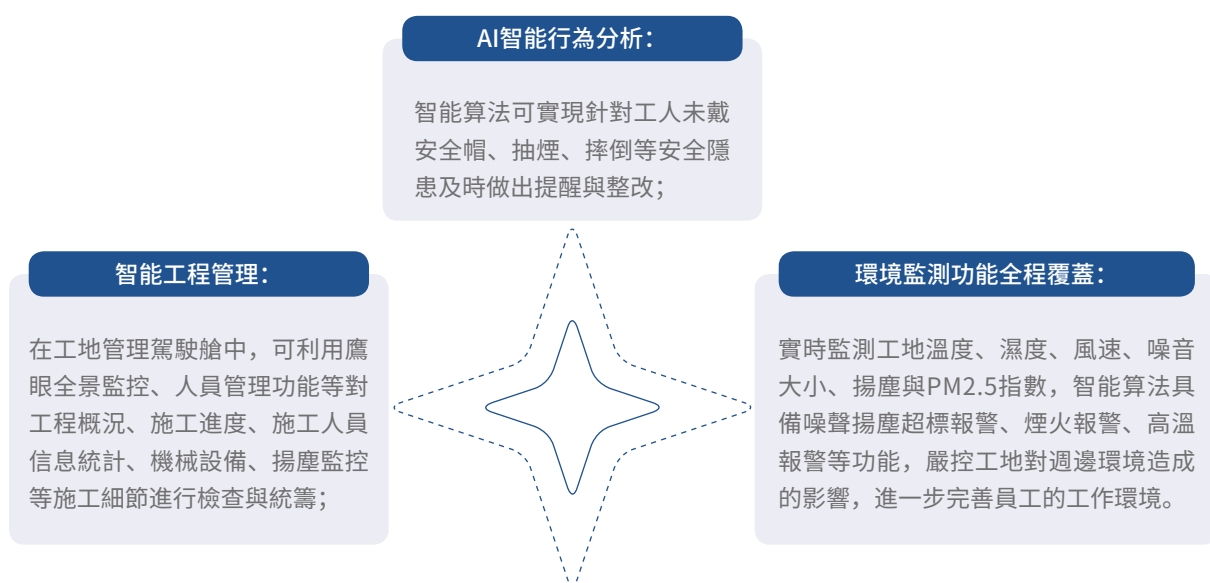 AI智能行為分析：
智能算法可實現針對工人未戴
安全帽、抽煙、摔倒等安全隱
患及時做出提醒與整改；
智能工程管理：
在工地管理駕駛艙中，可利用鷹
眼全景監控、人員管理功能等對
工程概況、施工進度、施工人員
信息統計、機械設備、揚塵監控
等施工細節進行檢查與統籌；
環境監測功能全程覆蓋：
實時監測工地溫度、濕度、風速、噪音
大小、揚塵與PM2.5指數，智能算法具
備噪聲揚塵超標報警、煙火報警、高溫
報警等功能，嚴控工地對週邊環境造成
的影響，進一步完善員工的工作環境。